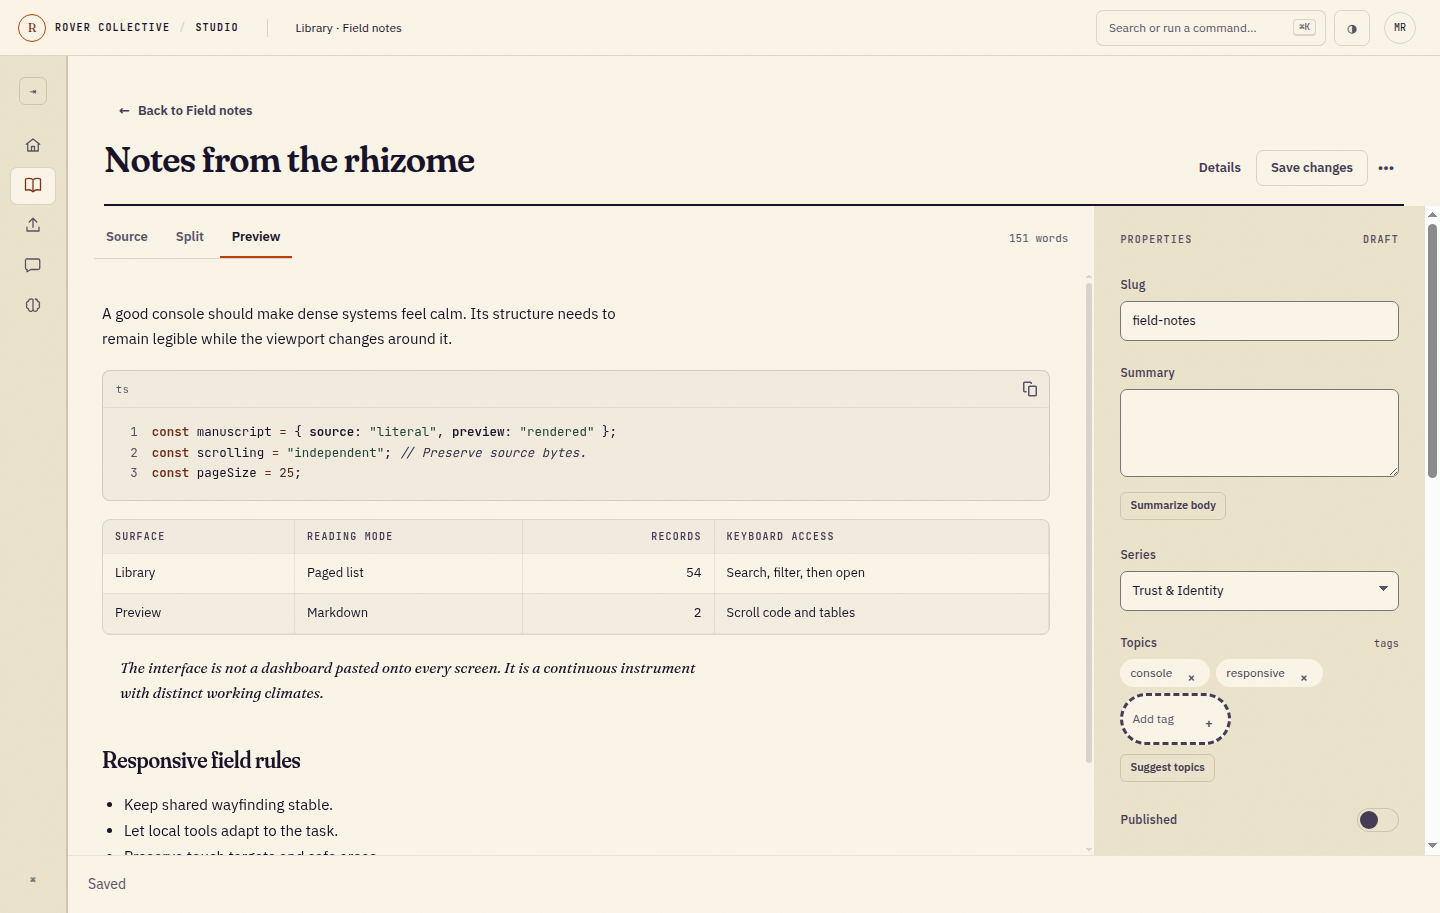 R ROVER COLLECTIVE / STUDIO
Library · Field notes
Search or run a command... ⌘K
MR
← Back to Field notes
Notes from the rhizome
Details
Save changes
•••
Source Split Preview
151 words
A good console should make dense systems feel calm. Its structure needs to
remain legible while the viewport changes around it.
ts
1 const manuscript = { source: "literal", preview: "rendered" };
2 const scrolling = "independent"; // Preserve source bytes.
3 const pageSize = 25;
SURFACE READING MODE RECORDS KEYBOARD ACCESS
Library Paged list 54 Search, filter, then open
Preview Markdown 2 Scroll code and tables
The interface is not a dashboard pasted onto every screen. It is a continuous instrument
with distinct working climates.
Responsive field rules
• Keep shared wayfinding stable.
• Let local tools adapt to the task.
• Preserve touch targets and safe areas.
PROPERTIES DRAFT
Slug
field-notes
Summary
Summarize body
Series
Trust & Identity
Topics tags
console × responsive ×
Add tag +
Suggest topics
Published
⌘
Saved